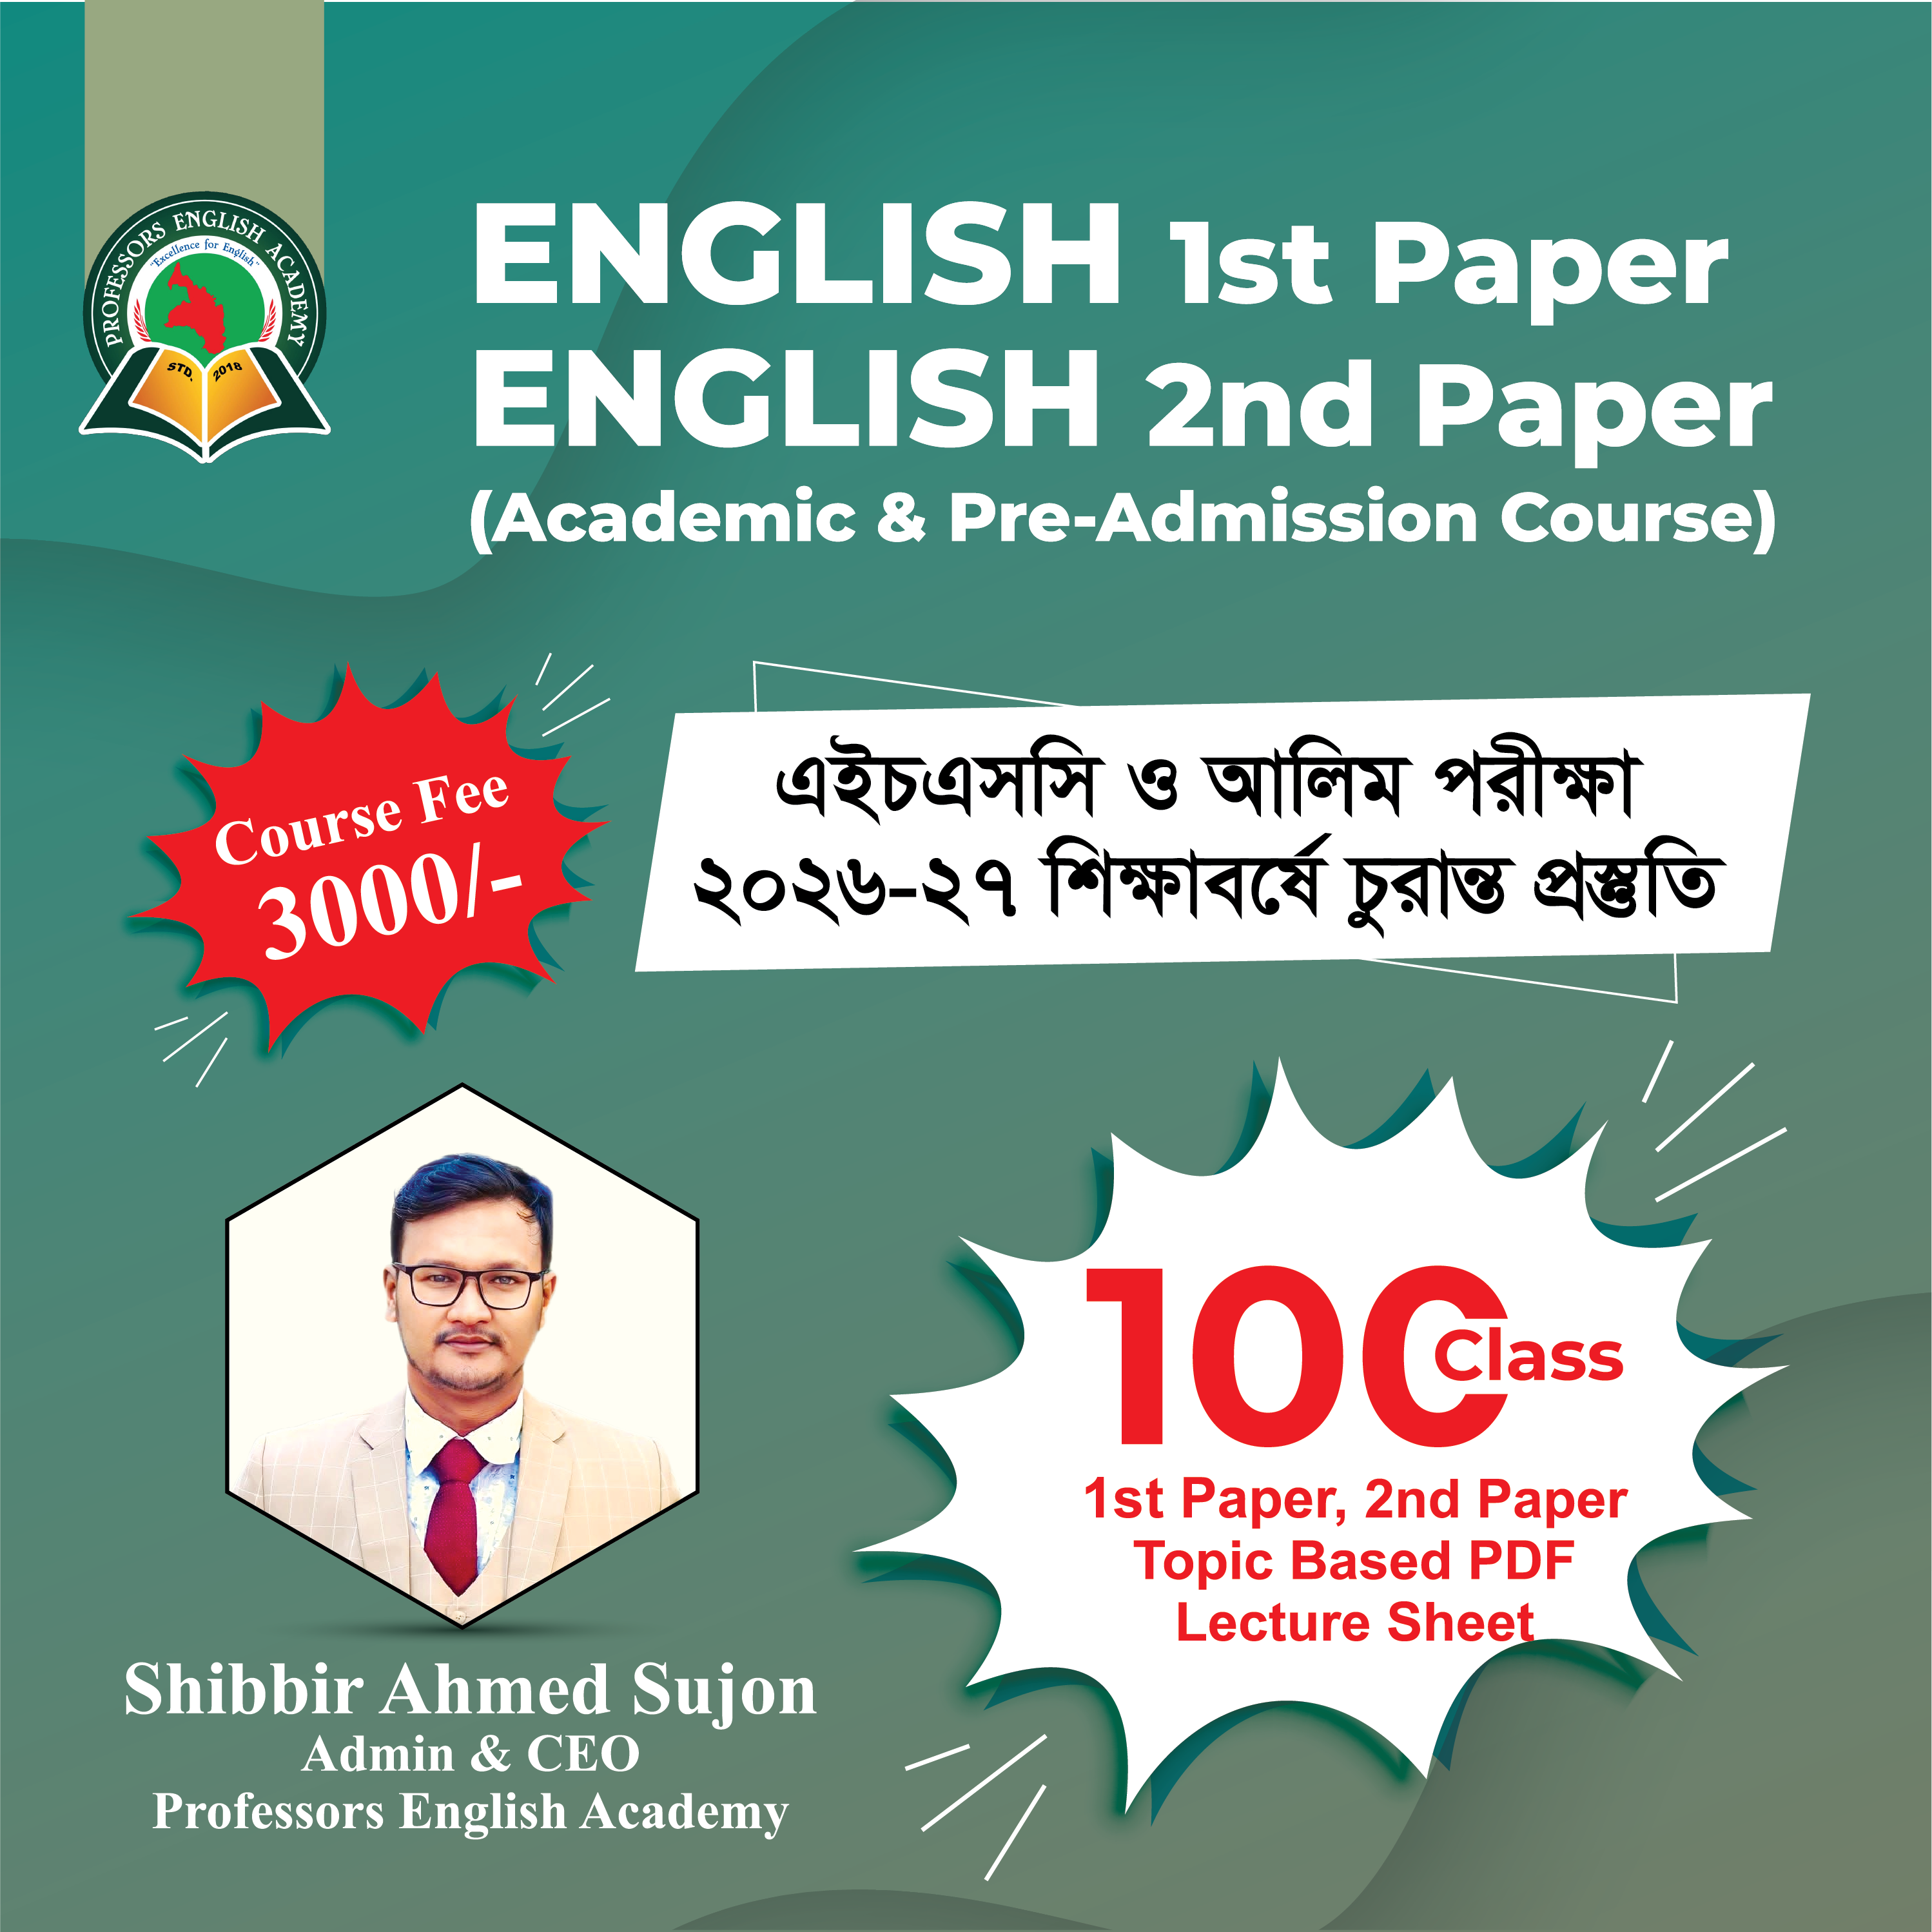 PROFESSORS ENGLISH ACADEMY
"Excellence for English"
STD. 2018
ENGLISH 1st Paper
ENGLISH 2nd Paper
(Academic & Pre-Admission Course)
Course Fee
3000/-
এইচএসসি ও আলিম পরীক্ষা
২০২৬-২৭ শিক্ষাবর্ষে চুরান্ত প্রস্তুতি
100 Class
1st Paper, 2nd Paper
Topic Based PDF
Lecture Sheet
Shibbir Ahmed Sujon
Admin & CEO
Professors English Academy